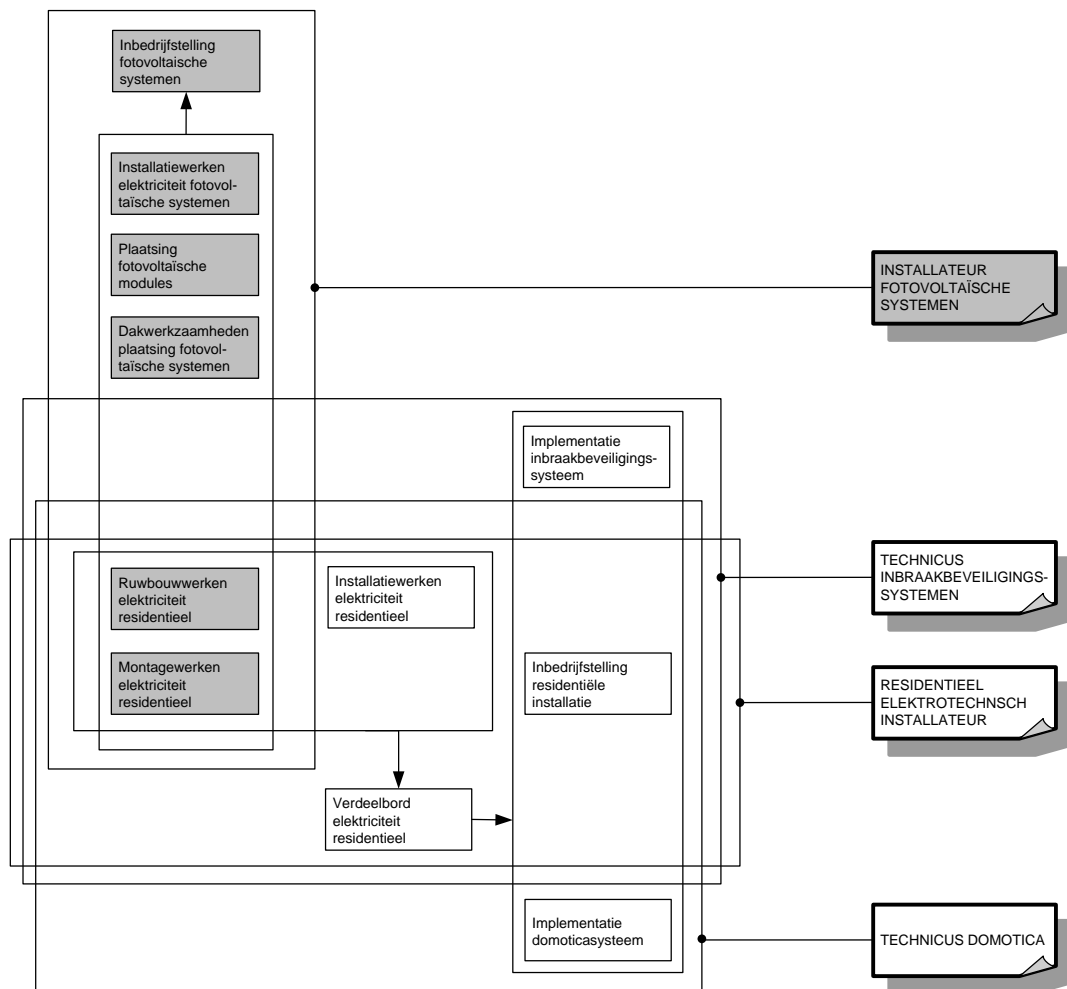 Inbedrijfstelling
fotovoltaische
systemen
Installatiewerken
elektriciteit fotovol-
taïsche systemen
Plaatsing
fotovoltaïsche
modules
Dakwerkzaamheden
plaatsing fotovol-
taïsche systemen
INSTALLATEUR
FOTOVOLTAÏSCHE
SYSTEMEN
Implementatie
inbraakbeveiligings-
systeem
Ruwbouwwerken
elektriciteit
residentieel
Installatiewerken
elektriciteit
residentieel
TECHNICUS
INBRAAKBEVEILIGINGS-
SYSTEMEN
Montagewerken
elektriciteit
residentieel
Inbedrijfstelling
residentiële
installatie
RESIDENTIEEL
ELEKTROTECHNSCH
INSTALLATEUR
Verdeelbord
elektriciteit
residentieel
Implementatie
domoticasysteem
TECHNICUS DOMOTICA